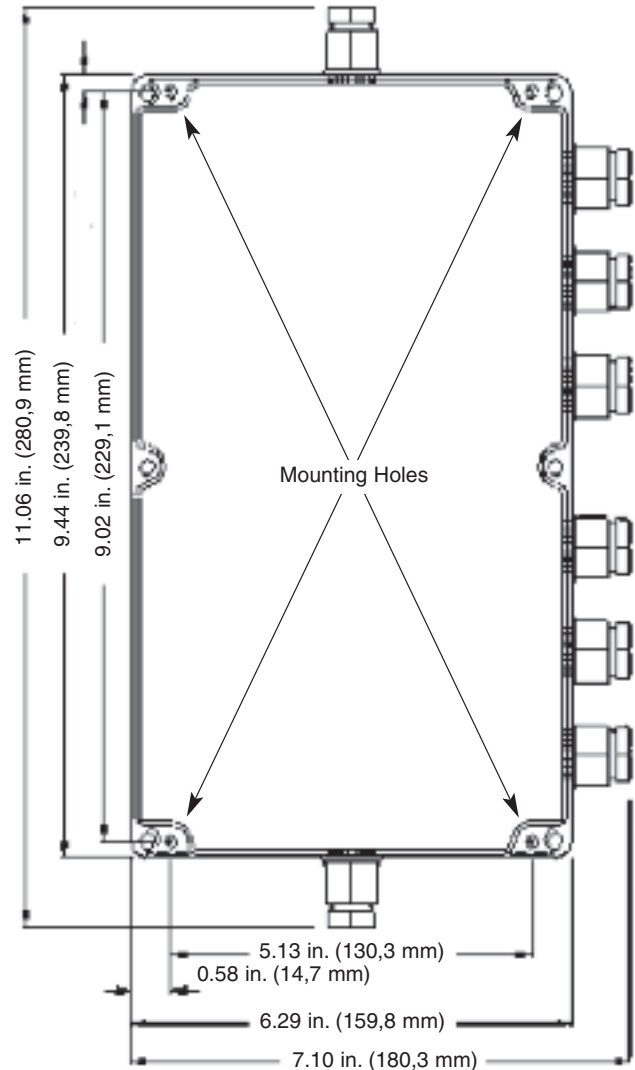 11.06 in. (280,9 mm)
9.44 in. (239,8 mm)
9.02 in. (229,1 mm)
Mounting Holes
5.13 in. (130,3 mm)
0.58 in. (14,7 mm)
6.29 in. (159,8 mm)
7.10 in. (180,3 mm)